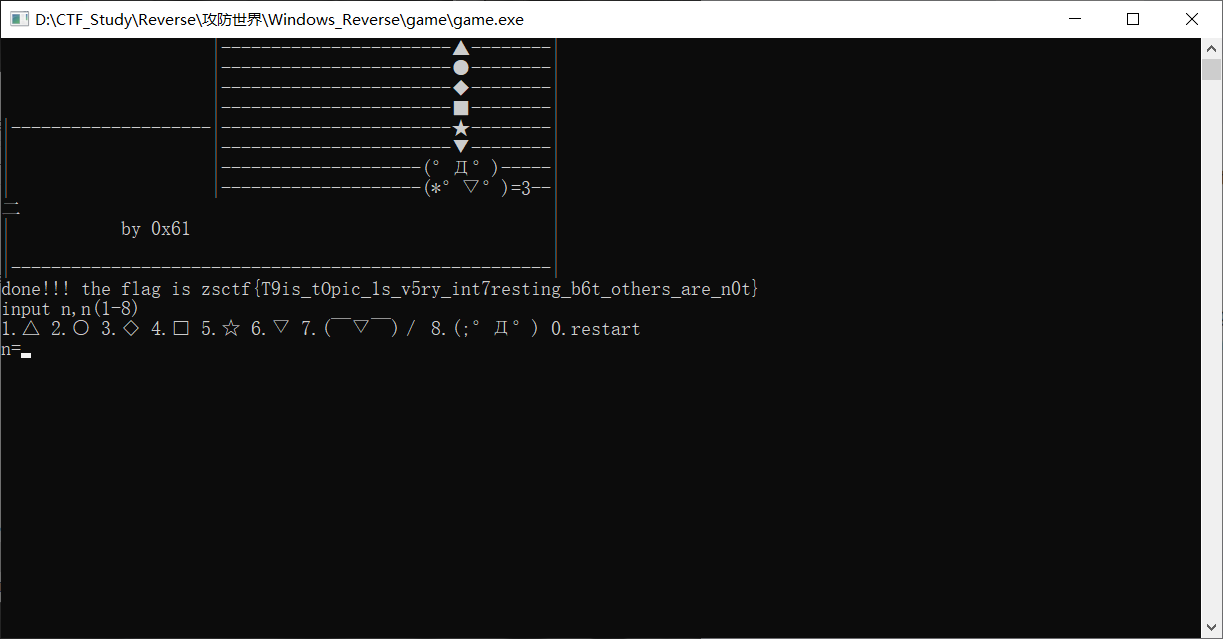 D:\CTF_Study\Reverse\攻防世界\Windows_Reverse\game\game.exe
|-----------------------▲--------|
|-----------------------●--------|
|-----------------------◆--------|
|-----------------------■--------|
|--------------------|-----------------------★--------|
|-----------------------▼--------|
|--------------------(°Д°)-----|
|--------------------(*°▽°)=3--|
二
by 0x61
|------------------------------------------------------|
done!!! the flag is zsctf{T9is_tOpic_1s_v5ry_int7resting_b6t_others_are_n0t}
input n,n(1-8)
1.△ 2.○ 3.◇ 4.□ 5.☆ 6.▽ 7.(￣▽￣)/ 8.(;°Д°) 0.restart
n=